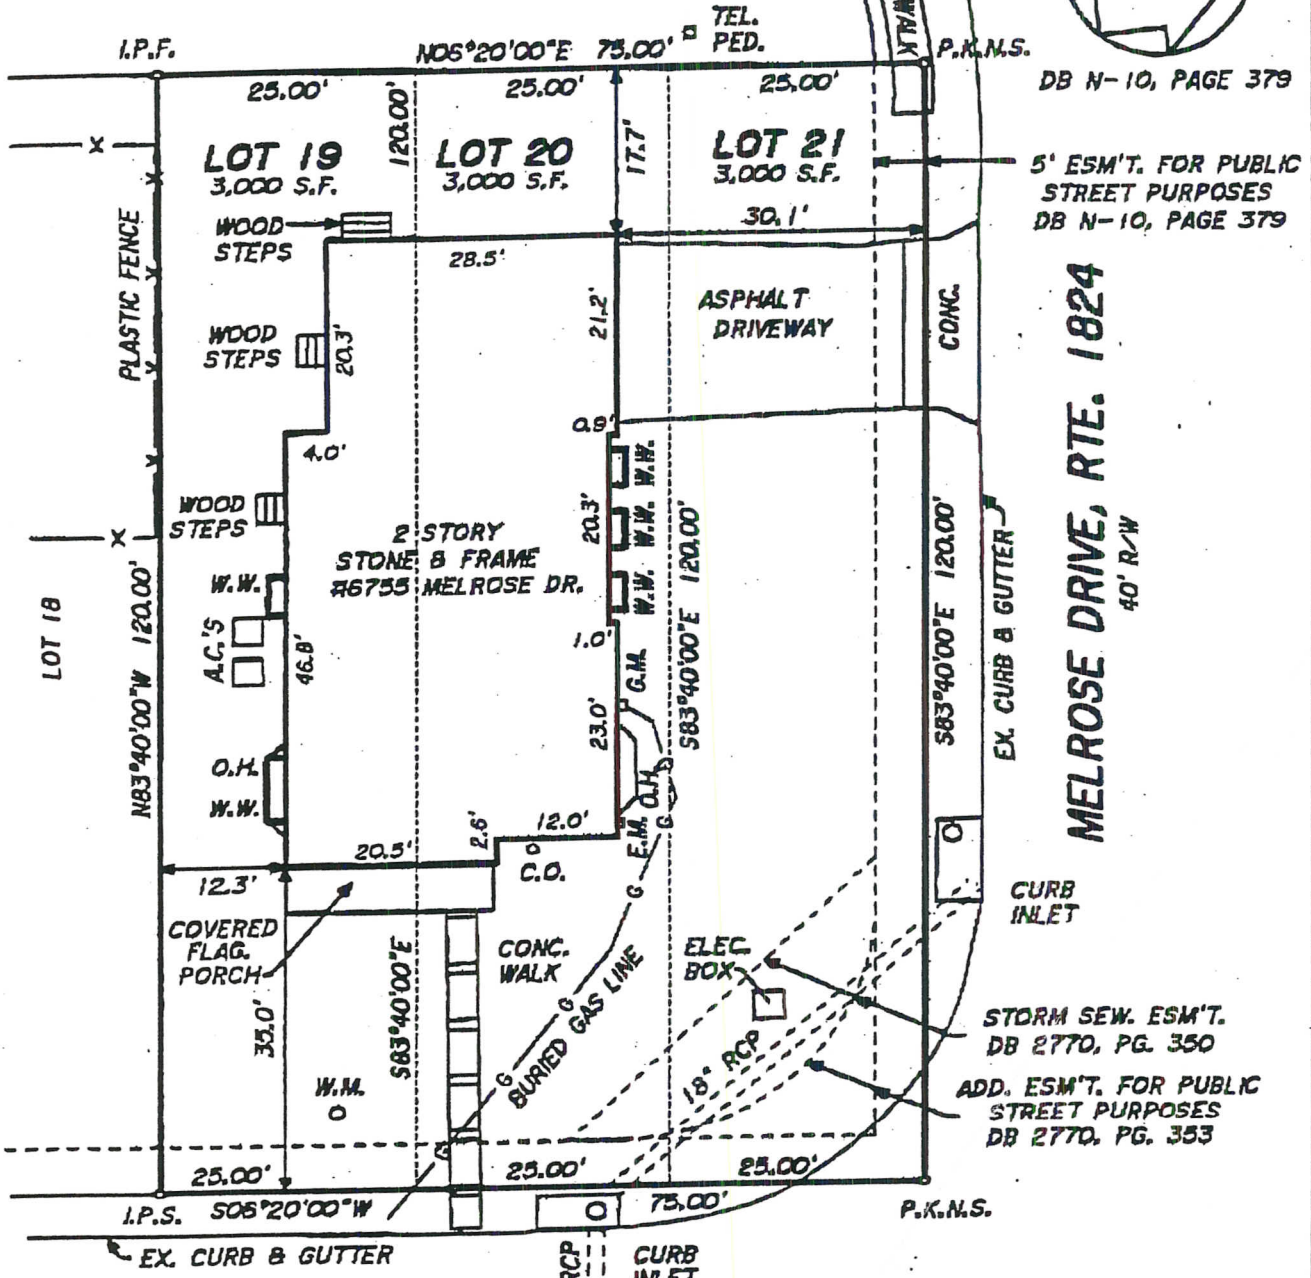 TEL.
PED.
WALK
I.P.F.
N06°20'00"E 75.00'
P.K.N.S.
DB N-10, PAGE 379
25.00'
25.00'
25.00'
120.00'
17.7'
LOT 19
3,000 S.F.
LOT 20
3,000 S.F.
LOT 21
3,000 S.F.
5' ESM'T. FOR PUBLIC
STREET PURPOSES
DB N-10, PAGE 379
X
X
X
X
X
X
PLASTIC FENCE
WOOD
STEPS
28.5'
30.1'
WOOD
STEPS
20.3'
21.2'
ASPHALT
DRIVEWAY
CONC.
MELROSE DRIVE, RTE. 1824
40' R/W
4.0'
0.9'
WOOD
STEPS
2 STORY
STONE & FRAME
#6755 MELROSE DR.
20.3'
W.W.
W.W.
W.W.
S83°40'00"E 120.00'
S83°40'00"E 120.00'
EX. CURB & GUTTER
LOT 18
N83°40'00"W 120.00'
W.W.
A.C.'S
46.8'
1.0'
G.M.
23.0'
O.H.
W.W.
O.H.
E.M.
G
G
G
G
G
G
G
20.5'
2.6'
12.0'
C.O.
12.3'
COVERED
FLAG.
PORCH
35.0'
S83°40'00"E
CONC.
WALK
BURIED GAS LINE
ELEC.
BOX
18" RCP
CURB
INLET
STORM SEW. ESM'T.
DB 2770, PG. 350
ADD. ESM'T. FOR PUBLIC
STREET PURPOSES
DB 2770, PG. 353
W.M.
25.00'
25.00'
25.00'
I.P.S.
S06°20'00"W
75.00'
P.K.N.S.
EX. CURB & GUTTER
RCP
CURB
INLET